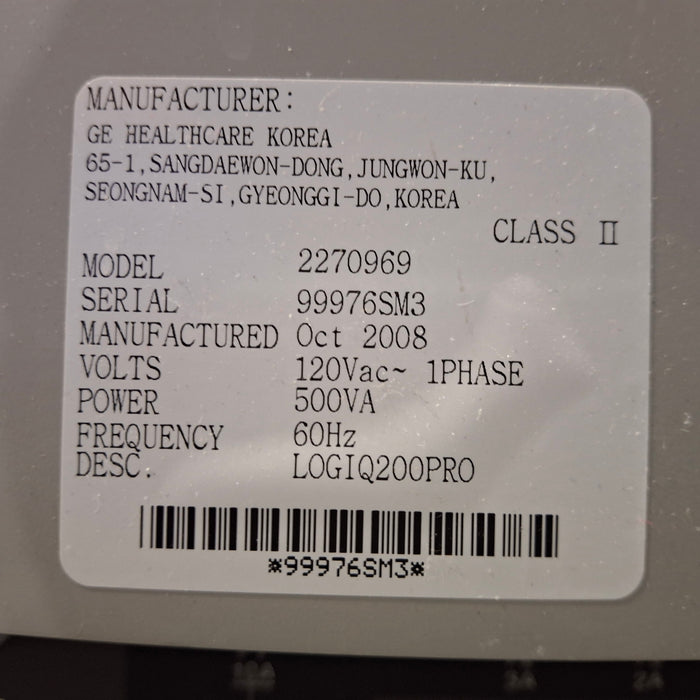 MANUFACTURER:
GE HEALTHCARE KOREA
65-1,SANGDAEWON-DONG,JUNGWON-KU,
SEONGNAM-SI,GYEONGGI-DO,KOREA
CLASS II
MODEL 2270969
SERIAL 99976SM3
MANUFACTURED Oct 2008
VOLTS 120Vac~ 1PHASE
POWER 500VA
FREQUENCY 60Hz
DESC. LOGIQ200PRO
*99976SM3*